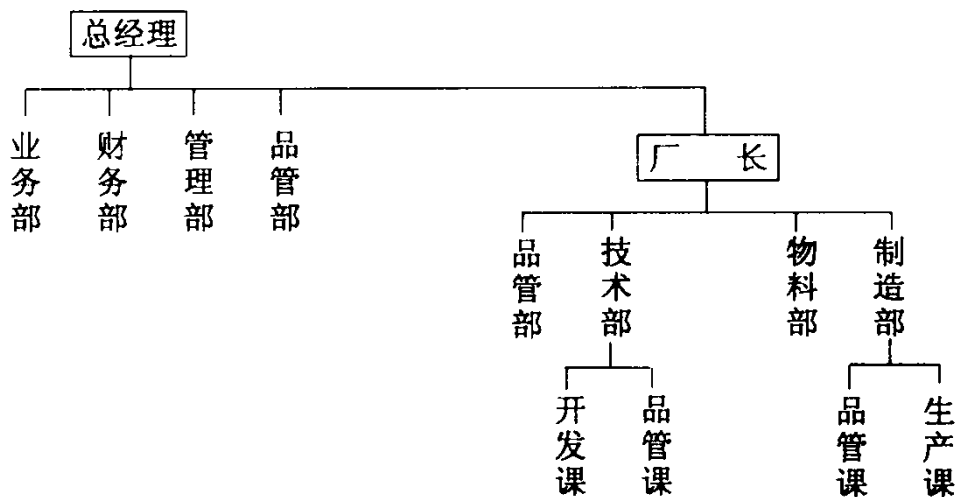 总经理
业务部
财务部
管理部
品管部
厂 长
品管部
技术部
物料部
制造部
开发课
品管课
品管课
生产课